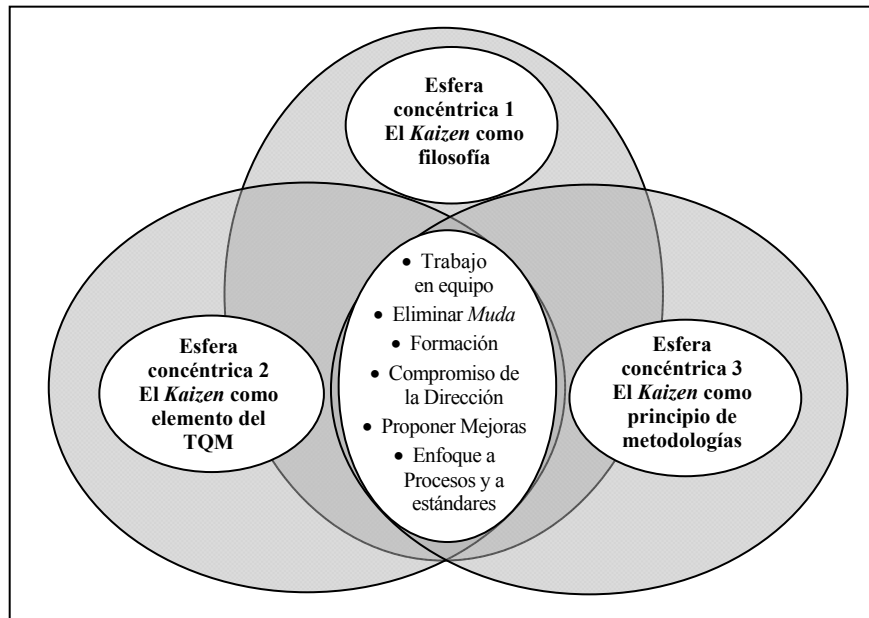 Esfera
concéntrica 1
El Kaizen como
filosofía
• Trabajo
en equipo
• Eliminar Muda
• Formación
• Compromiso de
la Dirección
• Proponer Mejoras
• Enfoque a
Procesos y a
estándares
Esfera
concéntrica 2
El Kaizen como
elemento del
TQM
Esfera
concéntrica 3
El Kaizen como
principio de
metodologías